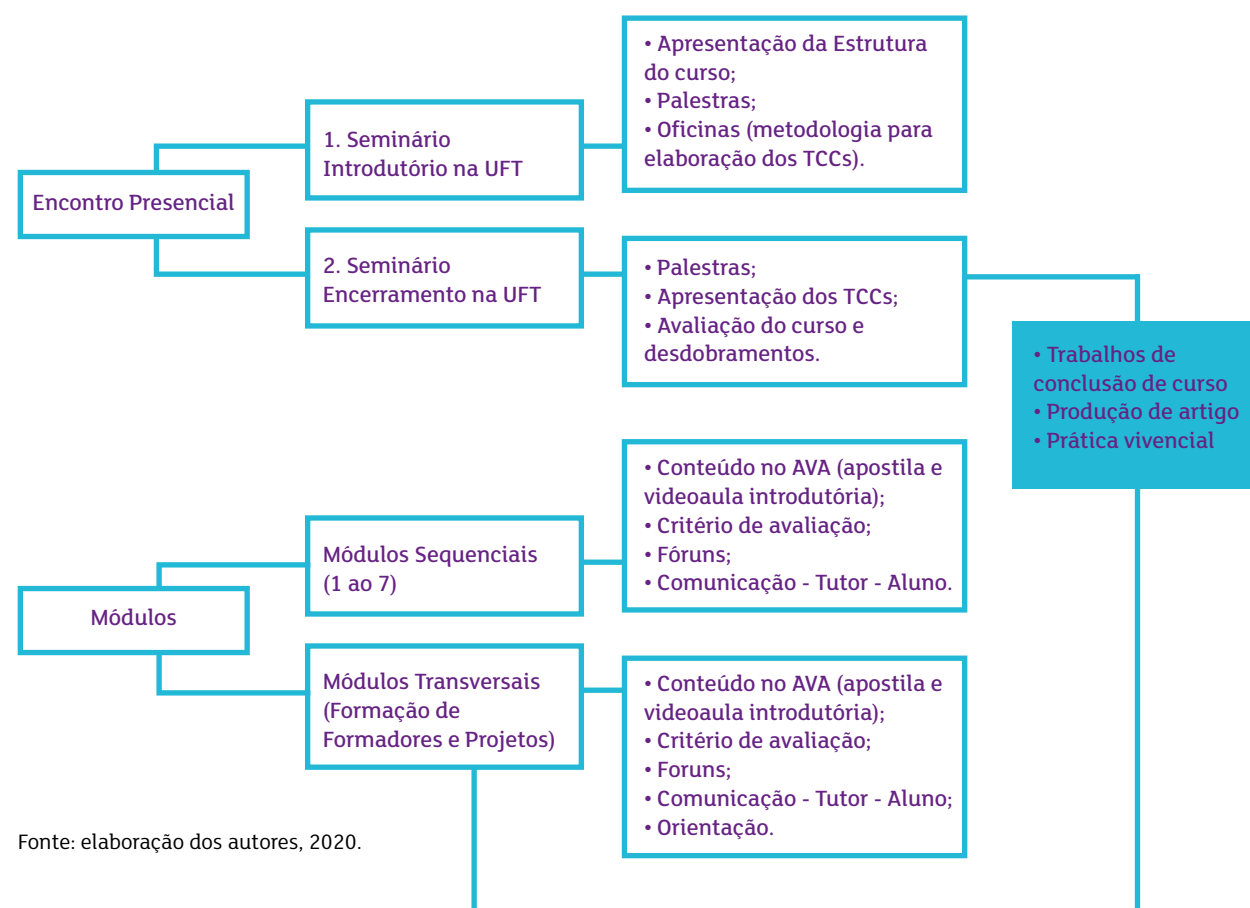 Encontro Presencial
1. Seminário
Introdutório na UFT
• Apresentação da Estrutura
do curso;
• Palestras;
• Oficinas (metodologia para
elaboração dos TCCs).
2. Seminário
Encerramento na UFT
• Palestras;
• Apresentação dos TCCs;
• Avaliação do curso e
desdobramentos.
• Trabalhos de
conclusão de curso
• Produção de artigo
• Prática vivencial
Módulos
Módulos Sequenciais
(1 ao 7)
• Conteúdo no AVA (apostila e
videoaula introdutória);
• Critério de avaliação;
• Fóruns;
• Comunicação - Tutor - Aluno.
Módulos Transversais
(Formação de
Formadores e Projetos)
• Conteúdo no AVA (apostila e
videoaula introdutória);
• Critério de avaliação;
• Foruns;
• Comunicação - Tutor - Aluno;
• Orientação.
Fonte: elaboração dos autores, 2020.